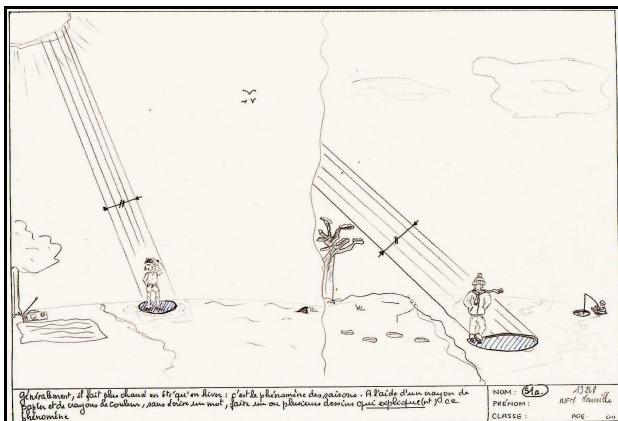 Généralement, il fait plus chaud en été qu'en hiver : c'est le phénomène des saisons. A l'aide d'un crayon de
papier et de crayons de couleur, sans écrire un mot, faire un ou plusieurs dessins qui explique(nt) ce
phénomène
NOM : 61a.
PRÉNOM :
CLASSE : AGE